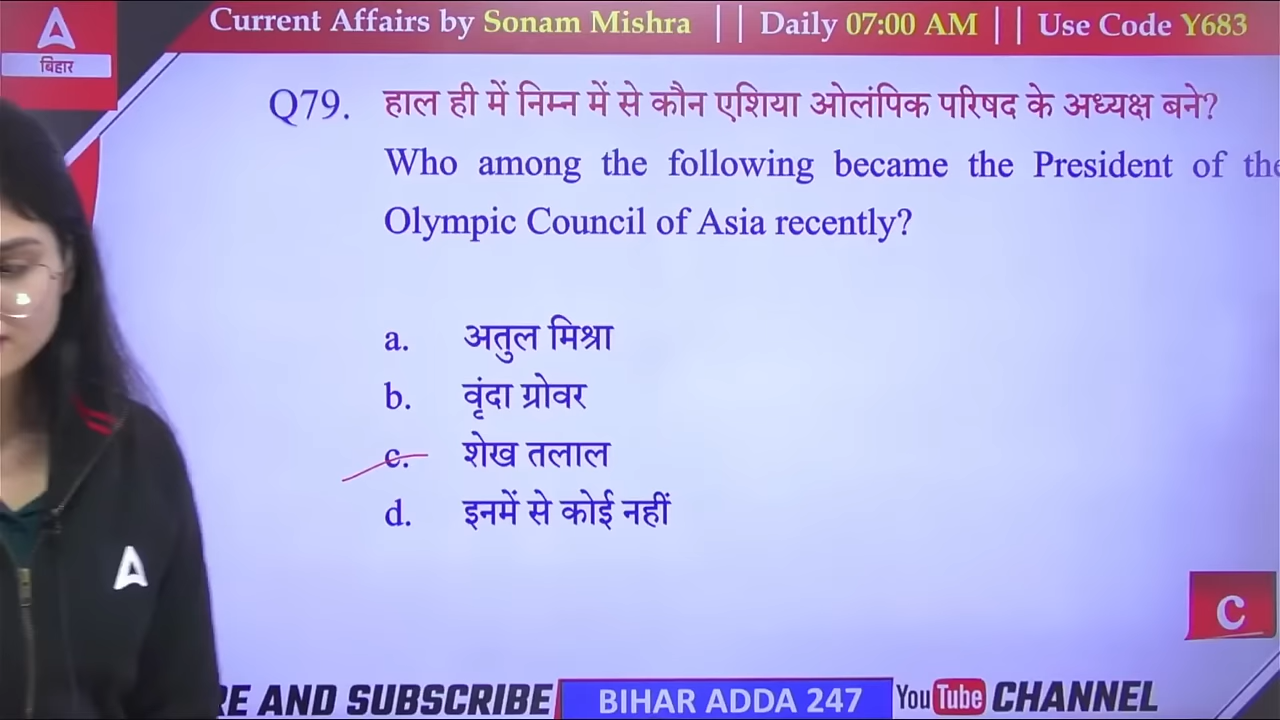 Current Affairs by Sonam Mishra || Daily 07:00 AM || Use Code Y683
बिहार
Q79. हाल ही में निम्न में से कौन एशिया ओलंपिक परिषद के अध्यक्ष बने?
Who among the following became the President of the
Olympic Council of Asia recently?
a. अतुल मिश्रा
b. वृंदा ग्रोवर
c. शेख तलाल
d. इनमें से कोई नहीं
C
RE AND SUBSCRIBE BIHAR ADDA 247 YouTube CHANNEL